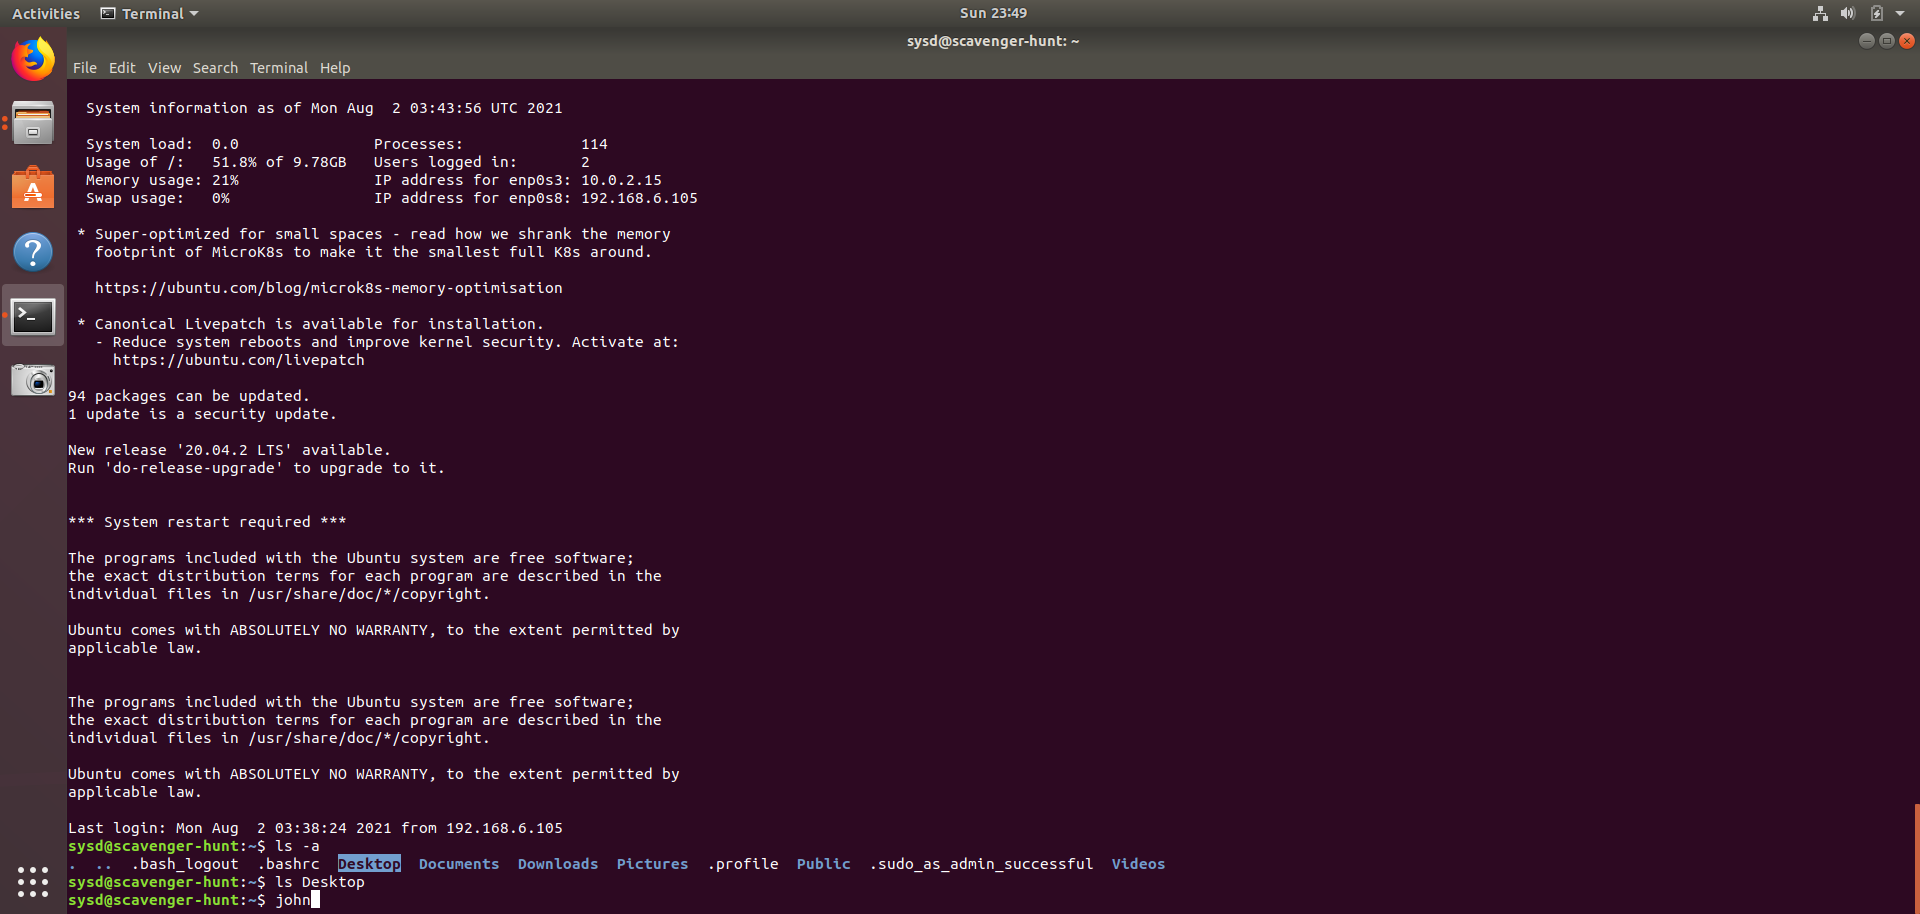 Activities Terminal Sun 23:49
sysd@scavenger-hunt: ~
File Edit View Search Terminal Help
System information as of Mon Aug  2 03:43:56 UTC 2021
System load:  0.0               Processes:             114
Usage of /:   51.8% of 9.78GB   Users logged in:       2
Memory usage: 21%               IP address for enp0s3: 10.0.2.15
Swap usage:   0%                IP address for enp0s8: 192.168.6.105
* Super-optimized for small spaces - read how we shrank the memory
footprint of MicroK8s to make it the smallest full K8s around.
https://ubuntu.com/blog/microk8s-memory-optimisation
* Canonical Livepatch is available for installation.
- Reduce system reboots and improve kernel security. Activate at:
https://ubuntu.com/livepatch
94 packages can be updated.
1 update is a security update.
New release '20.04.2 LTS' available.
Run 'do-release-upgrade' to upgrade to it.
*** System restart required ***
The programs included with the Ubuntu system are free software;
the exact distribution terms for each program are described in the
individual files in /usr/share/doc/*/copyright.
Ubuntu comes with ABSOLUTELY NO WARRANTY, to the extent permitted by
applicable law.
The programs included with the Ubuntu system are free software;
the exact distribution terms for each program are described in the
individual files in /usr/share/doc/*/copyright.
Ubuntu comes with ABSOLUTELY NO WARRANTY, to the extent permitted by
applicable law.
Last login: Mon Aug  2 03:38:24 2021 from 192.168.6.105
sysd@scavenger-hunt:~$ ls -a
.  ..  .bash_logout  .bashrc  Desktop  Documents  Downloads  Pictures  .profile  Public  .sudo_as_admin_successful  Videos
sysd@scavenger-hunt:~$ ls Desktop
sysd@scavenger-hunt:~$ john